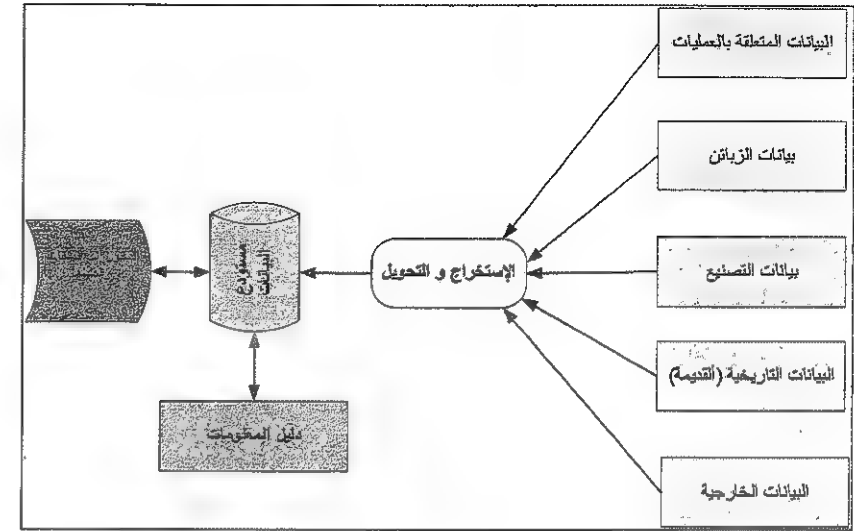 البيانات المتعلقة بالعمليات
بيانات الزبائن
بيانات التصنيع
البيانات التاريخية (القديمة)
البيانات الخارجية
الإستخراج و التحويل
مستودع
البيانات
دليل المعلومات